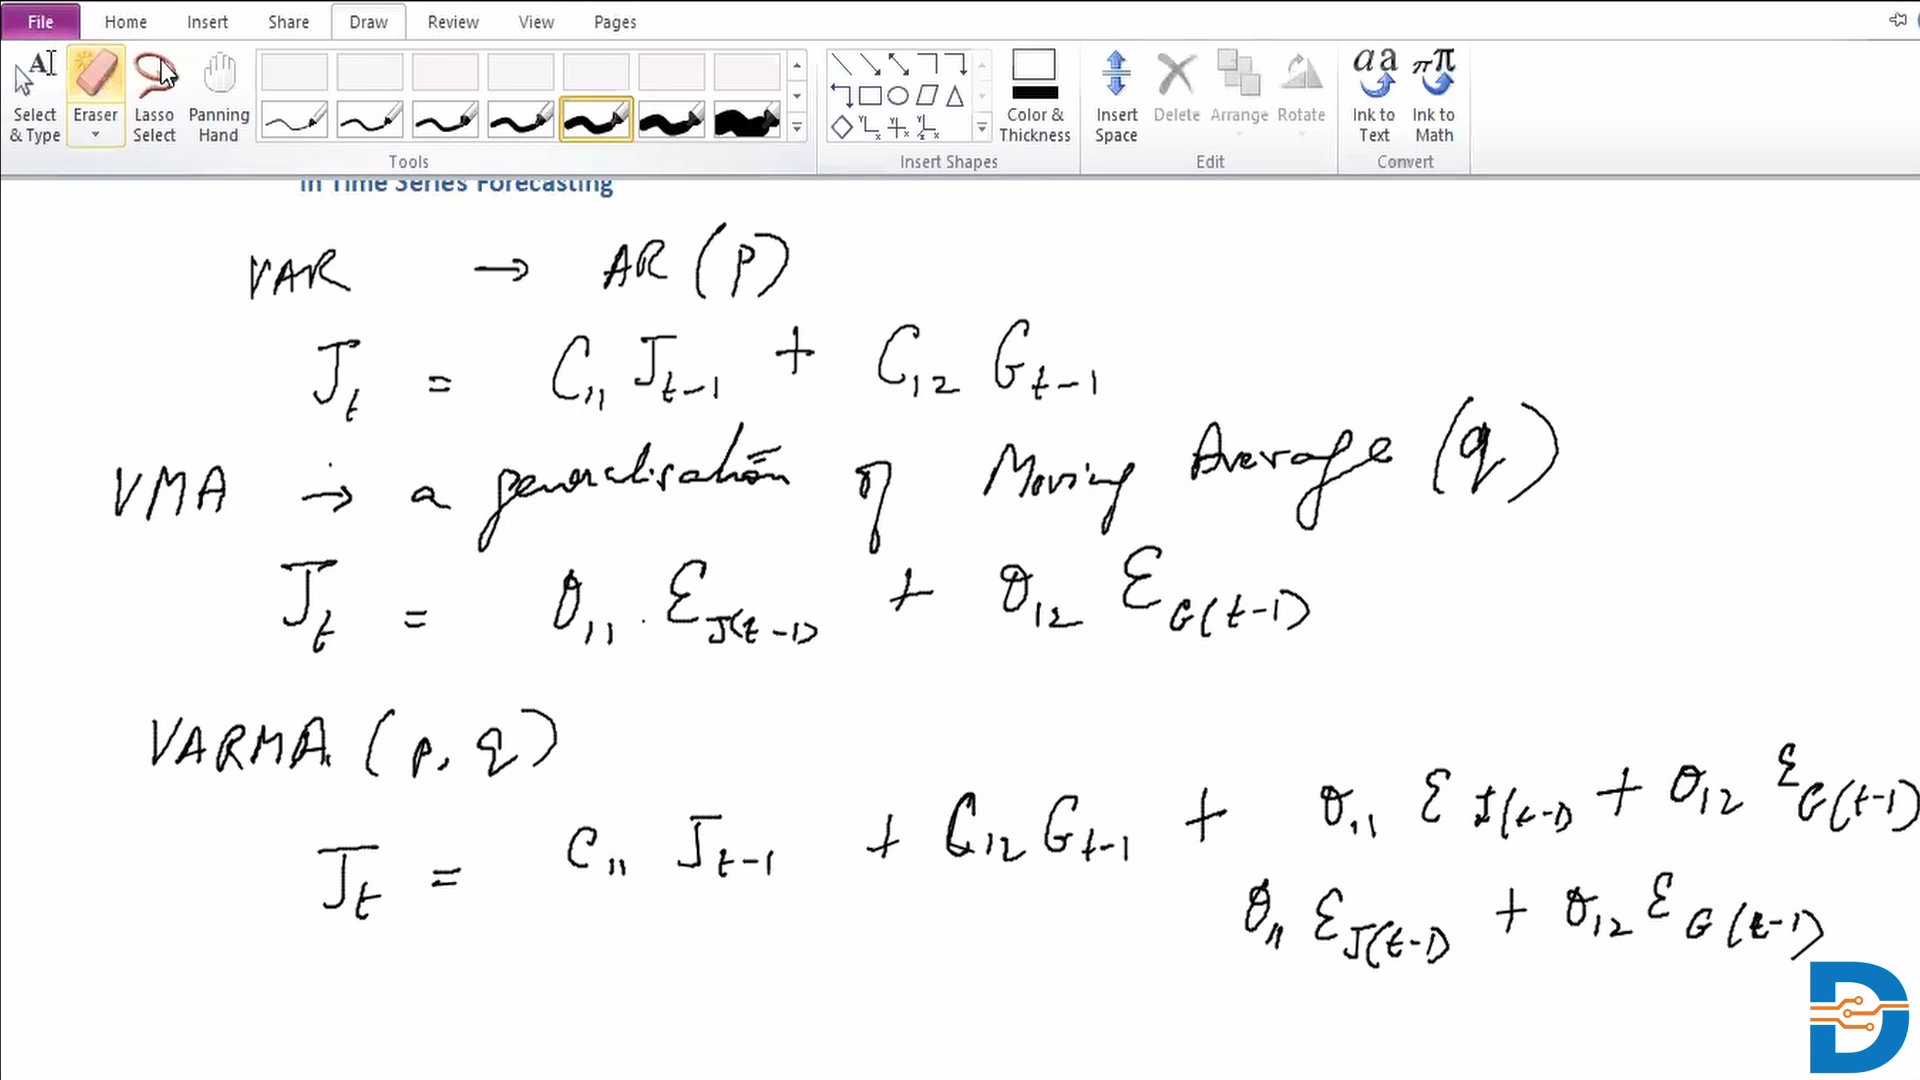 File Home Insert Share Draw Review View Pages
Select & Type Eraser Lasso Select Panning Hand Color & Thickness Insert Space Delete Arrange Rotate Ink to Text Ink to Math
Tools Insert Shapes Edit Convert
in Time Series Forecasting
VAR → AR (p)
J_t = C_11 J_t-1 + C_12 G_t-1
VMA → a generalisation of Moving Average (q)
J_t = θ_11 . ε_J(t-1) + θ_12 ε_G(t-1)
VARMA (p, q)
J_t = C_11 J_t-1 + C_12 G_t-1 + θ_11 ε_J(t-1) + θ_12 ε_G(t-1)
θ_11 ε_J(t-1) + θ_12 ε_G(t-1)